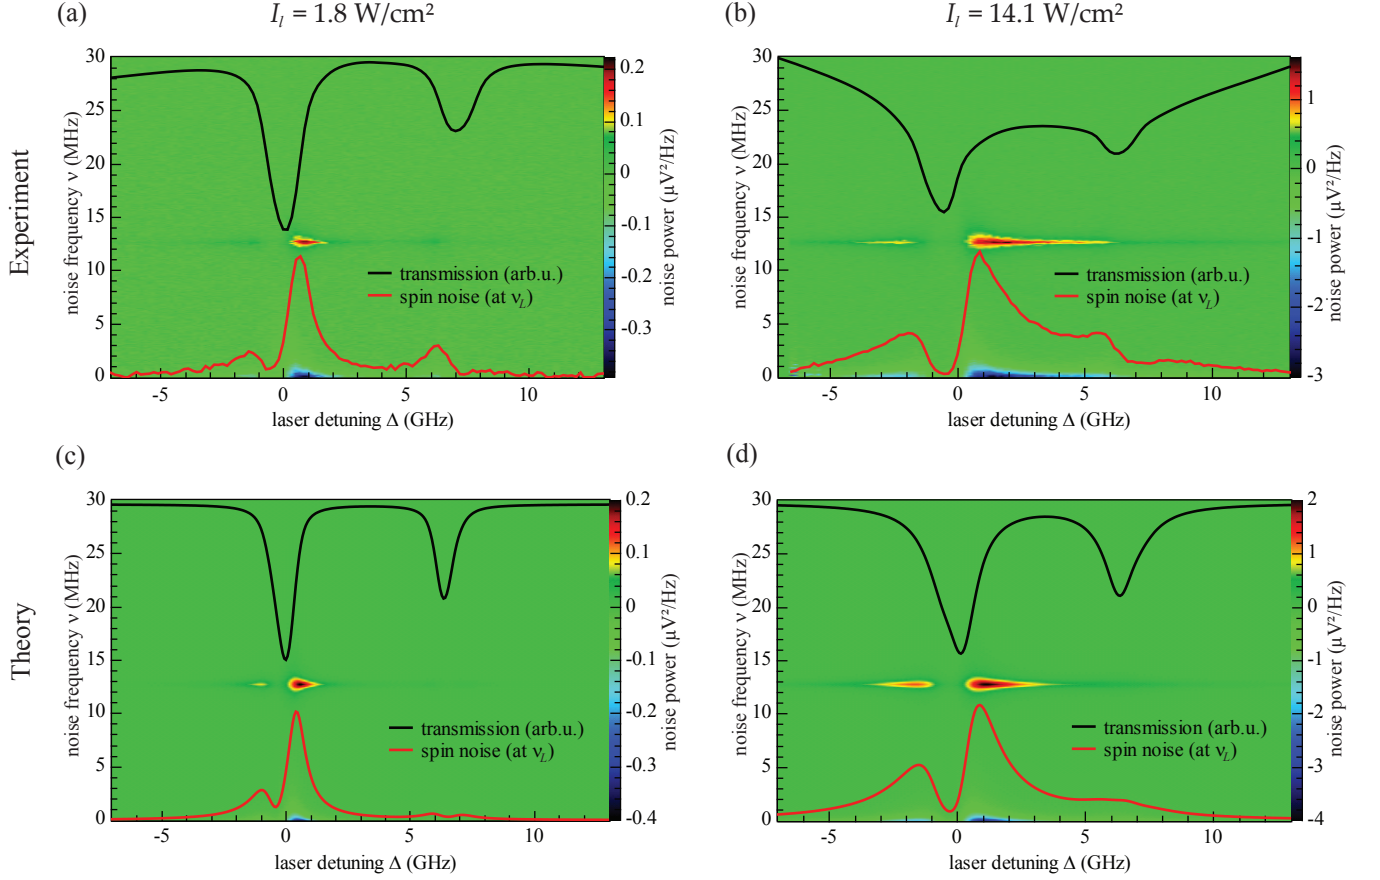 (a)
I_l = 1.8 W/cm²
(b)
I_l = 14.1 W/cm²
Experiment
noise frequency ν (MHz)
30
25
20
15
10
5
0
-5
0
5
10
laser detuning Δ (GHz)
transmission (arb.u.)
spin noise (at ν_L)
0.2
0.1
0
-0.1
-0.2
-0.3
noise power (µV²/Hz)
noise frequency ν (MHz)
30
25
20
15
10
5
0
-5
0
5
10
laser detuning Δ (GHz)
transmission (arb.u.)
spin noise (at ν_L)
1
0
-1
-2
-3
noise power (µV²/Hz)
(c)
(d)
Theory
noise frequency ν (MHz)
30
25
20
15
10
5
0
-5
0
5
10
laser detuning Δ (GHz)
transmission (arb.u.)
spin noise (at ν_L)
0.2
0.1
0
-0.1
-0.2
-0.3
-0.4
noise power (µV²/Hz)
noise frequency ν (MHz)
30
25
20
15
10
5
0
-5
0
5
10
laser detuning Δ (GHz)
transmission (arb.u.)
spin noise (at ν_L)
2
1
0
-1
-2
-3
-4
noise power (µV²/Hz)